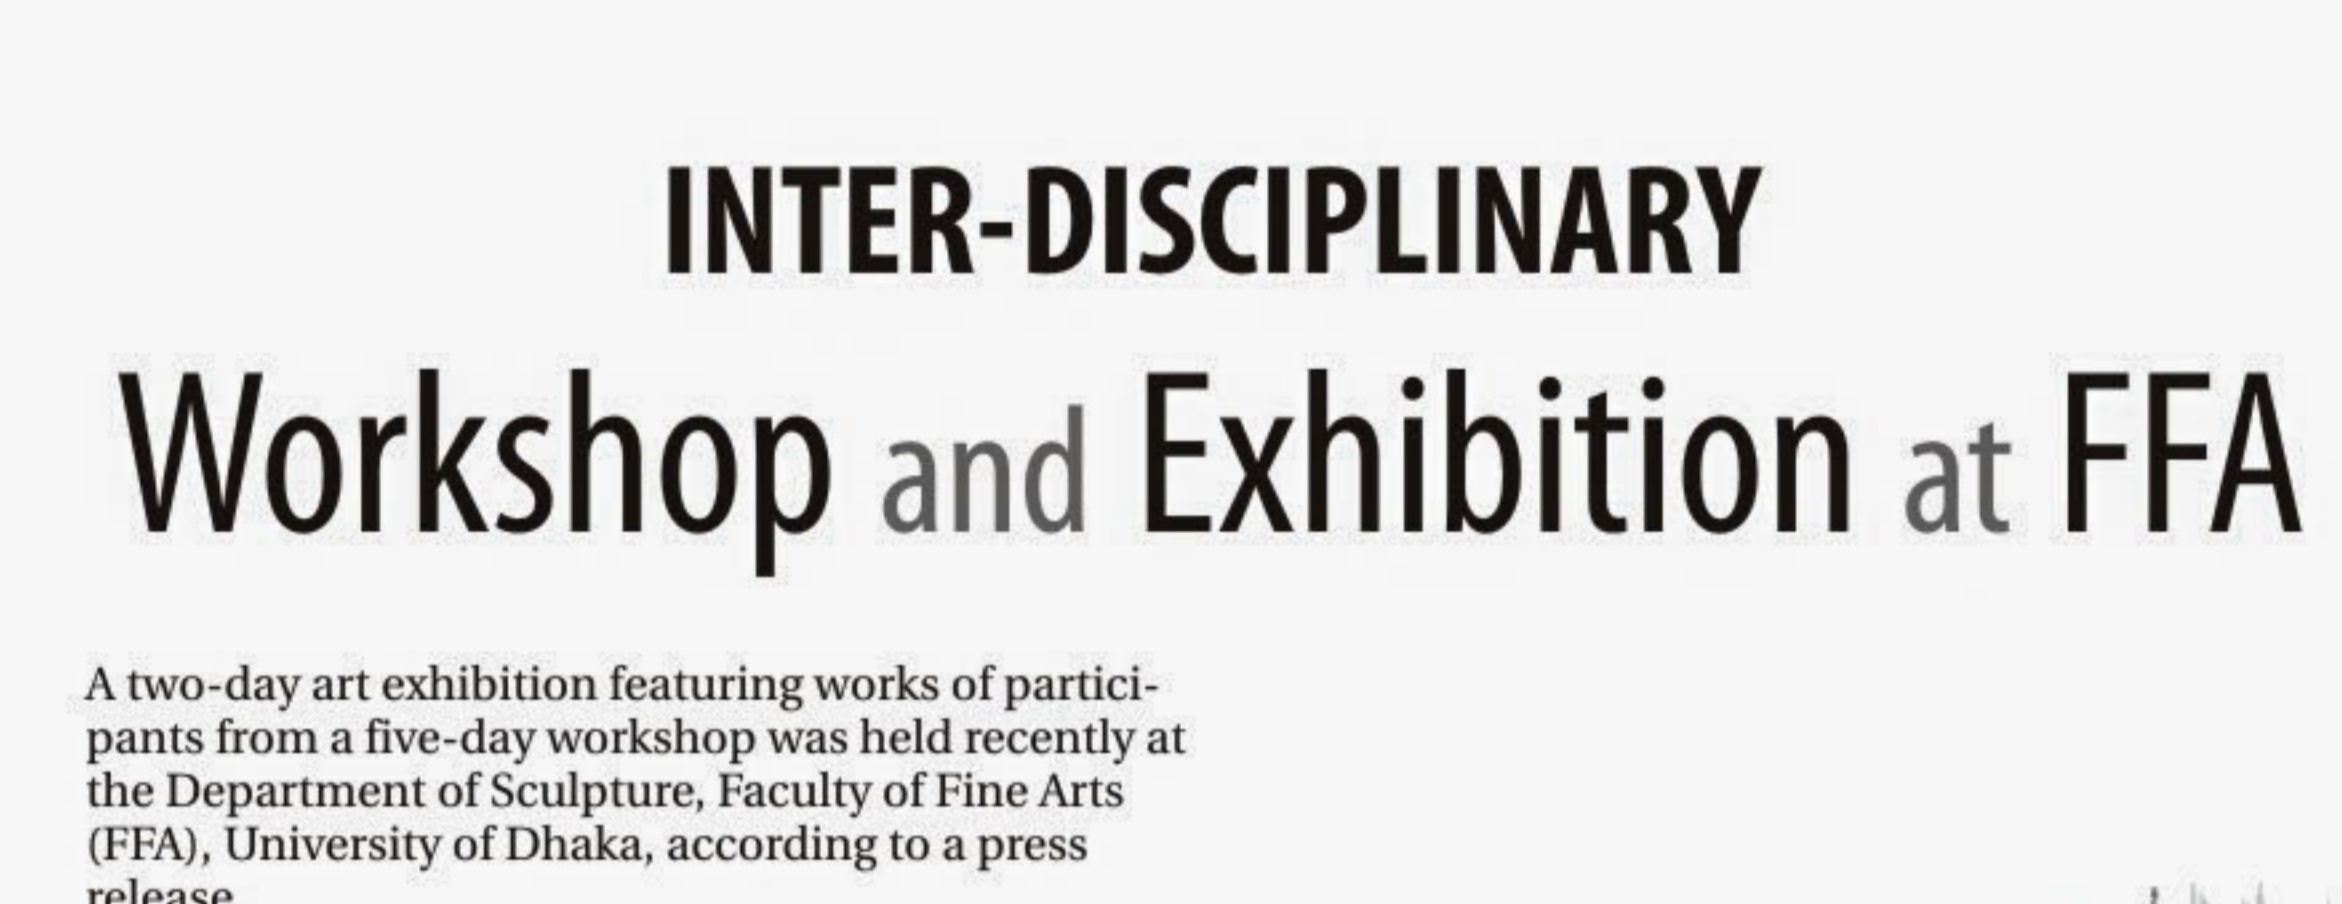 INTER-DISCIPLINARY
Workshop and Exhibition at FFA
A two-day art exhibition featuring works of partici-
pants from a five-day workshop was held recently at
the Department of Sculpture, Faculty of Fine Arts
(FFA), University of Dhaka, according to a press
release